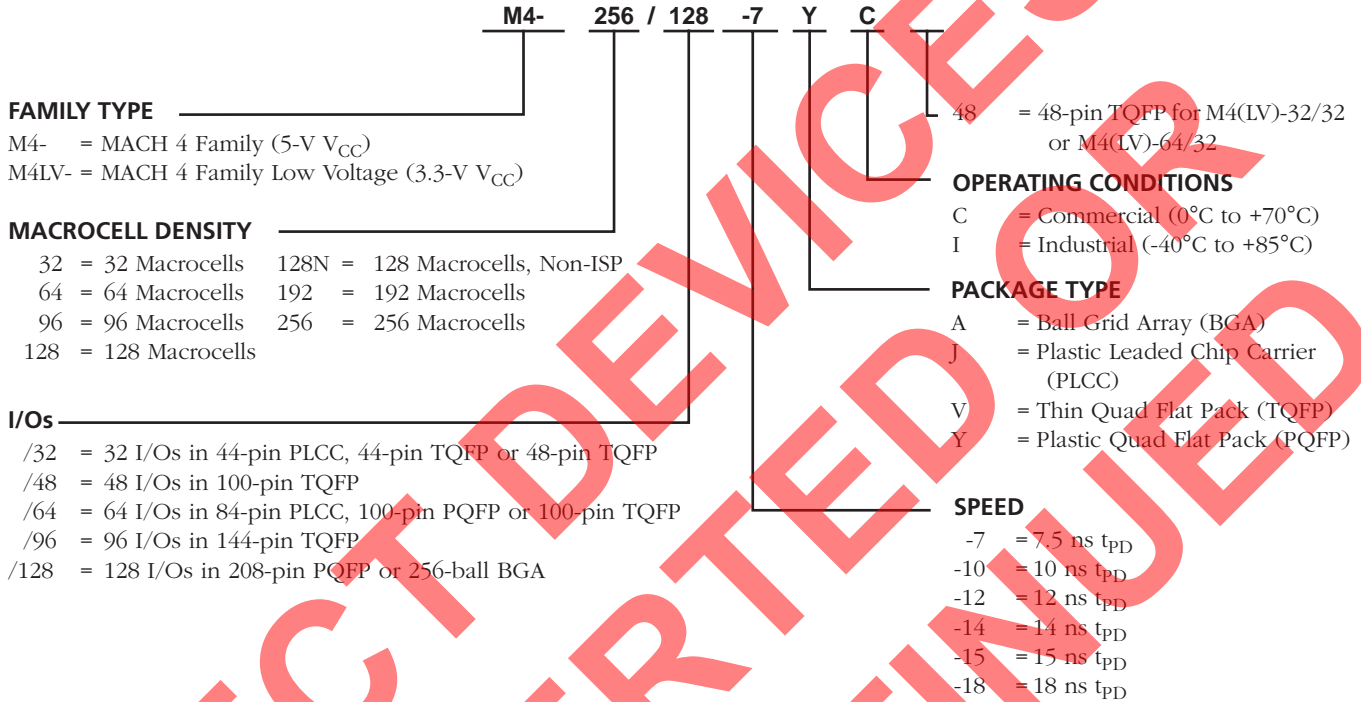 M4- 256 / 128 -7 Y C
FAMILY TYPE
M4- = MACH 4 Family (5-V VCC)
M4LV- = MACH 4 Family Low Voltage (3.3-V VCC)
MACROCELL DENSITY
32 = 32 Macrocells 128N = 128 Macrocells, Non-ISP
64 = 64 Macrocells 192 = 192 Macrocells
96 = 96 Macrocells 256 = 256 Macrocells
128 = 128 Macrocells
I/Os
/32 = 32 I/Os in 44-pin PLCC, 44-pin TQFP or 48-pin TQFP
/48 = 48 I/Os in 100-pin TQFP
/64 = 64 I/Os in 84-pin PLCC, 100-pin PQFP or 100-pin TQFP
/96 = 96 I/Os in 144-pin TQFP
/128 = 128 I/Os in 208-pin PQFP or 256-ball BGA
48 = 48-pin TQFP for M4(LV)-32/32
or M4(LV)-64/32
OPERATING CONDITIONS
C = Commercial (0°C to +70°C)
I = Industrial (-40°C to +85°C)
PACKAGE TYPE
A = Ball Grid Array (BGA)
J = Plastic Leaded Chip Carrier
(PLCC)
V = Thin Quad Flat Pack (TQFP)
Y = Plastic Quad Flat Pack (PQFP)
SPEED
-7 = 7.5 ns tPD
-10 = 10 ns tPD
-12 = 12 ns tPD
-14 = 14 ns tPD
-15 = 15 ns tPD
-18 = 18 ns tPD
DEVICES
OR